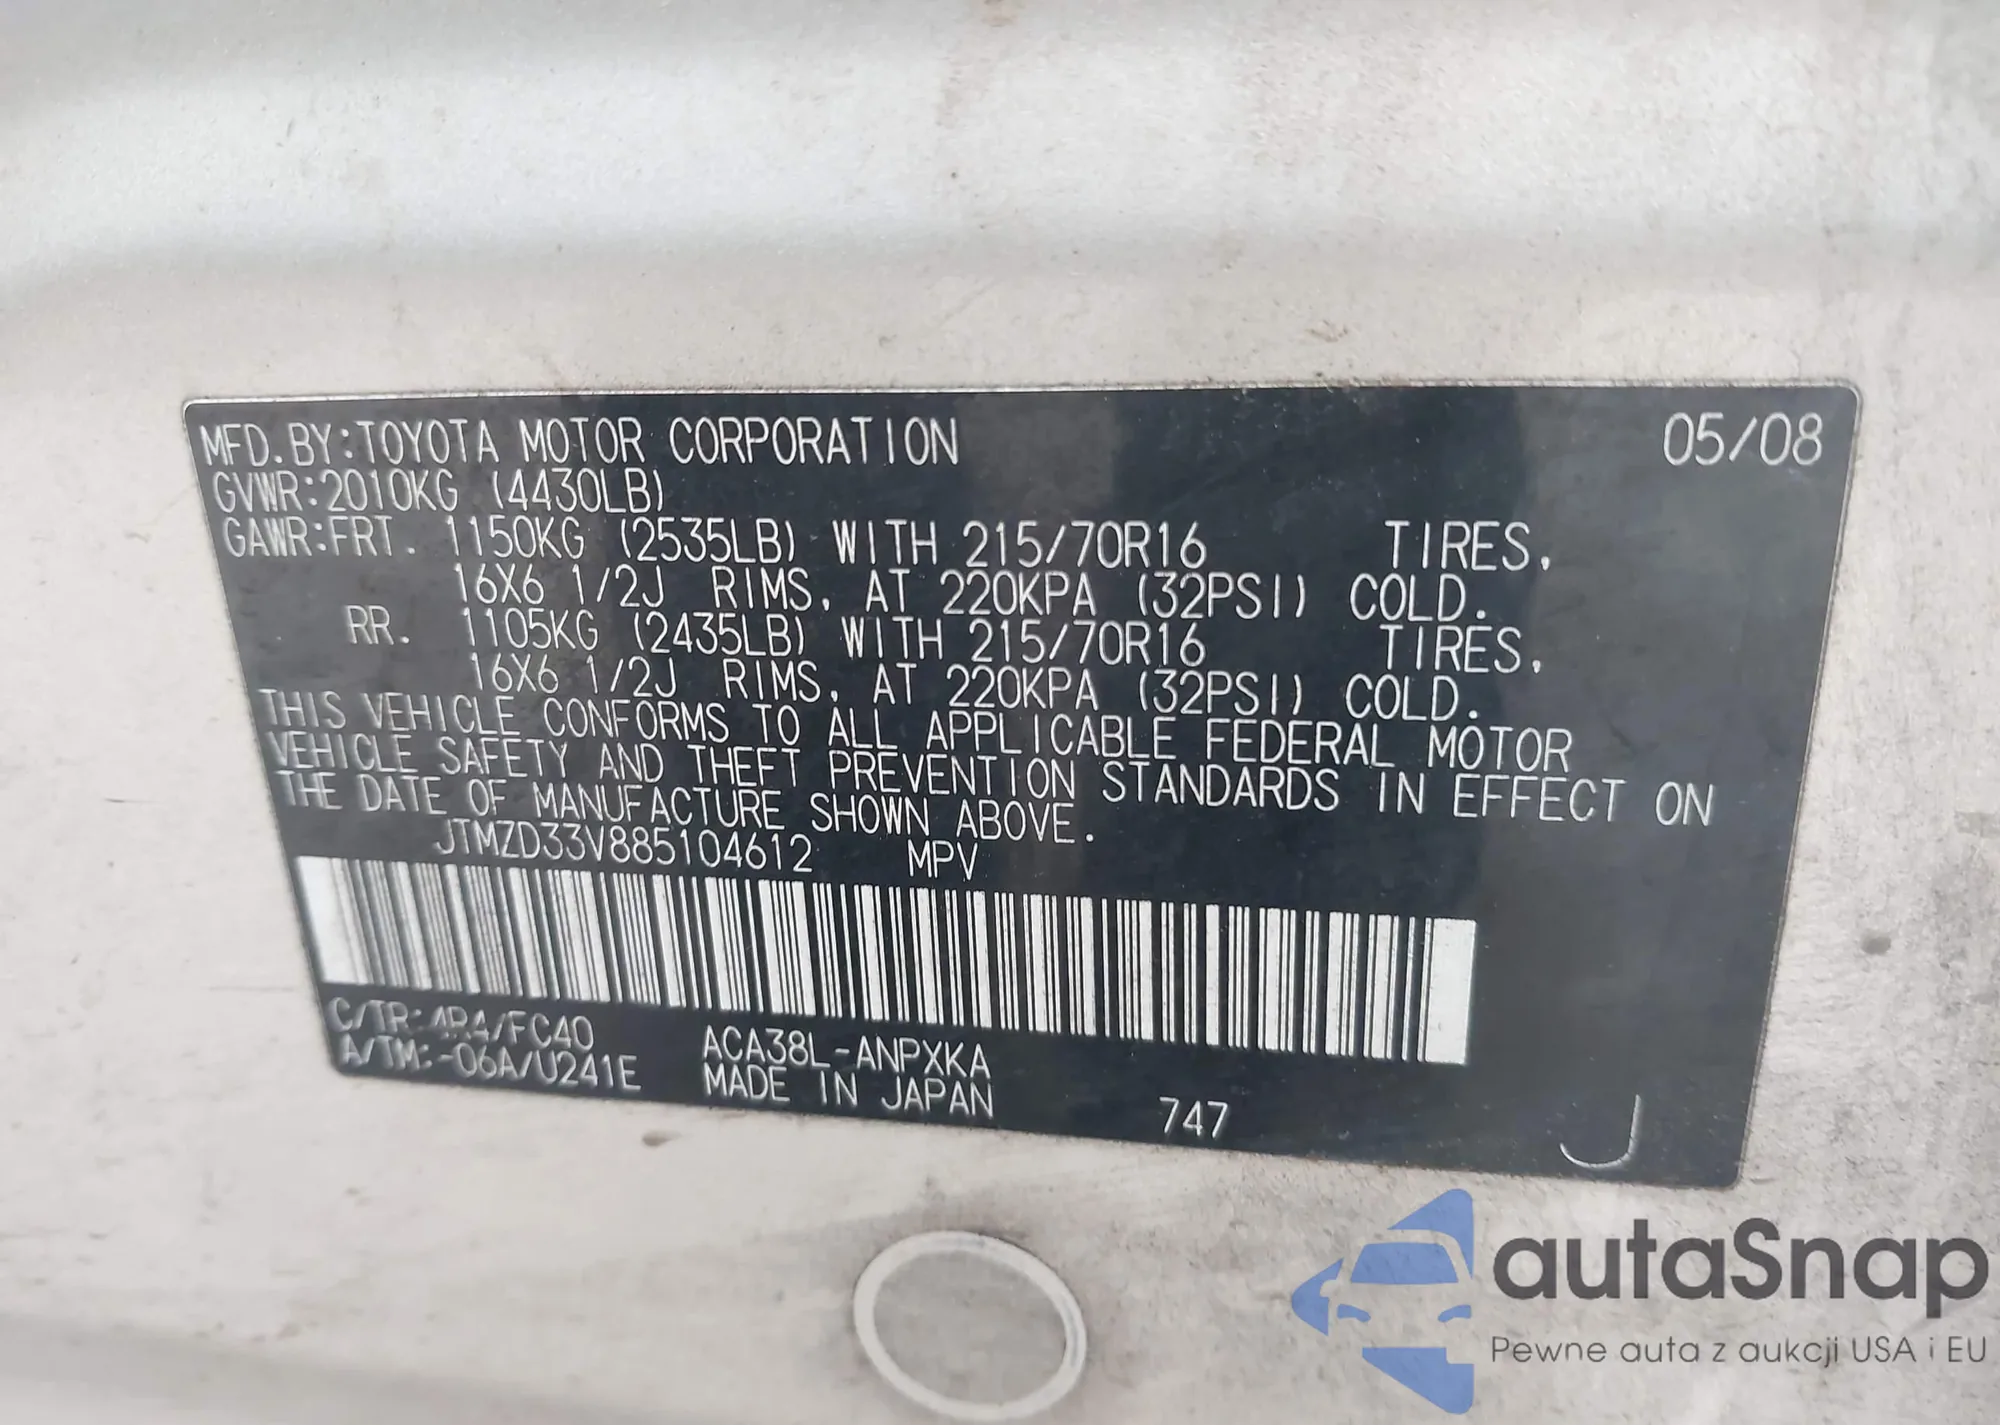 MFD.BY:TOYOTA MOTOR CORPORATION 05/08
GVWR:2010KG (4430LB)
GAWR:FRT. 1150KG (2535LB) WITH 215/70R16 TIRES,
16X6 1/2J RIMS, AT 220KPA (32PSI) COLD.
RR. 1105KG (2435LB) WITH 215/70R16 TIRES,
16X6 1/2J RIMS, AT 220KPA (32PSI) COLD.
THIS VEHICLE CONFORMS TO ALL APPLICABLE FEDERAL MOTOR
VEHICLE SAFETY AND THEFT PREVENTION STANDARDS IN EFFECT ON
THE DATE OF MANUFACTURE SHOWN ABOVE.
JTMZD33V885104612 MPV
C/TR:4R4/FC40 ACA38L-ANPXKA
A/TM:-06A/U241E MADE IN JAPAN 747
J
autaSnap
Pewne auta z aukcji USA i EU